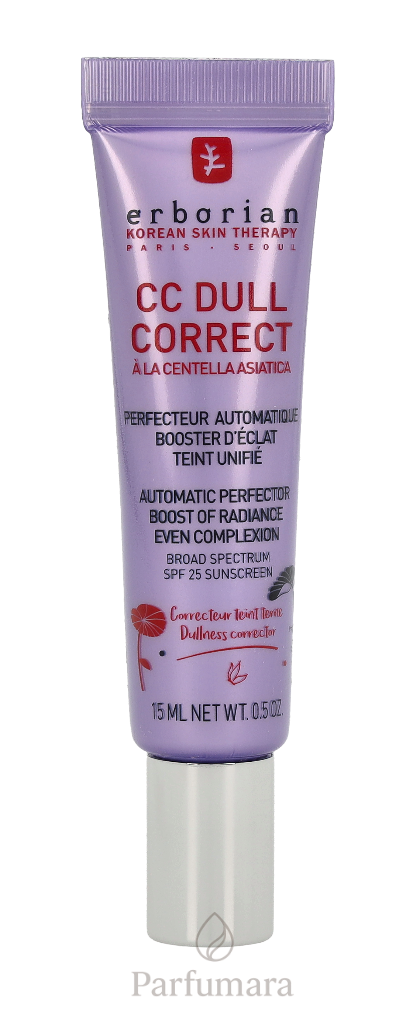 erborian
KOREAN SKIN THERAPY
PARIS · SEOUL
CC DULL
CORRECT
À LA CENTELLA ASIATICA
PERFECTEUR AUTOMATIQUE
BOOSTER D'ÉCLAT
TEINT UNIFIÉ
AUTOMATIC PERFECTOR
BOOST OF RADIANCE
EVEN COMPLEXION
BROAD SPECTRUM
SPF 25 SUNSCREEN
Correcteur teint terne
Dullness corrector
15 ML NET WT. 0.5 OZ.
Parfumara